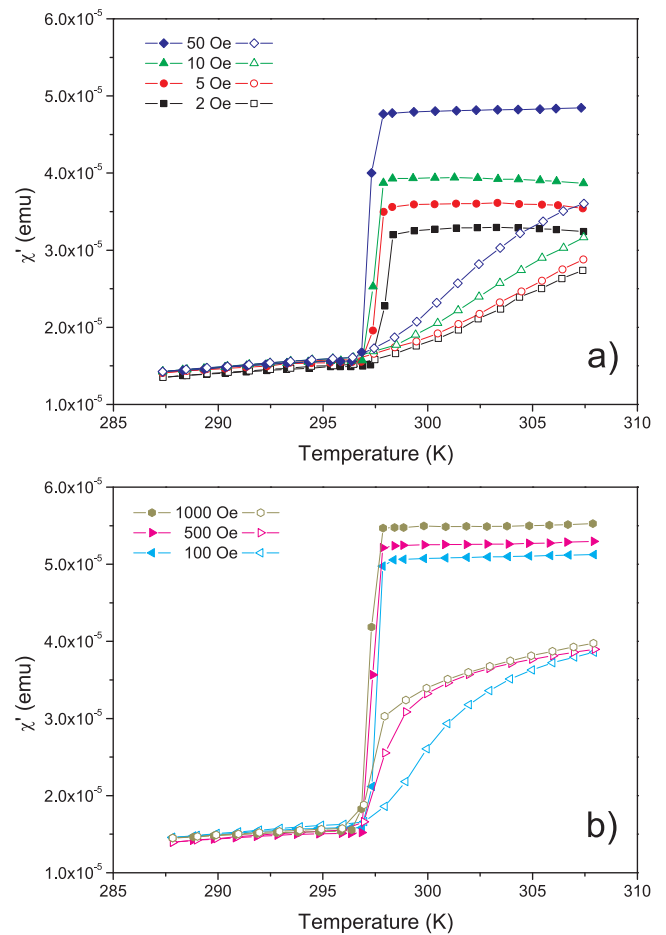 6.0x10⁻⁵
5.0x10⁻⁵
4.0x10⁻⁵
3.0x10⁻⁵
2.0x10⁻⁵
1.0x10⁻⁵
χ' (emu)
50 Oe
10 Oe
5 Oe
2 Oe
a)
285 290 295 300 305 310
Temperature (K)
6.0x10⁻⁵
5.0x10⁻⁵
4.0x10⁻⁵
3.0x10⁻⁵
2.0x10⁻⁵
1.0x10⁻⁵
χ' (emu)
1000 Oe
500 Oe
100 Oe
b)
285 290 295 300 305 310
Temperature (K)